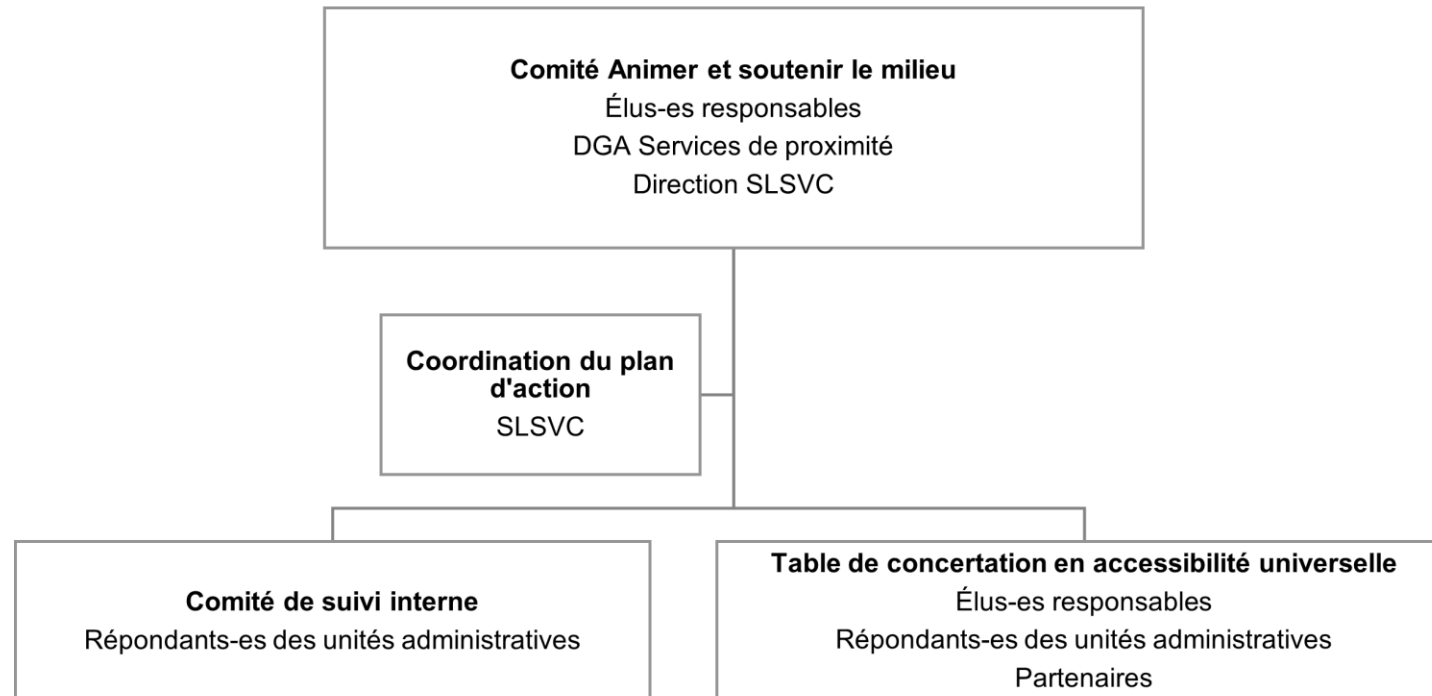 Comité Animer et soutenir le milieu
Élus-es responsables
DGA Services de proximité
Direction SLSVC
Coordination du plan
d'action
SLSVC
Comité de suivi interne
Répondants-es des unités administratives
Table de concertation en accessibilité universelle
Élus-es responsables
Répondants-es des unités administratives
Partenaires